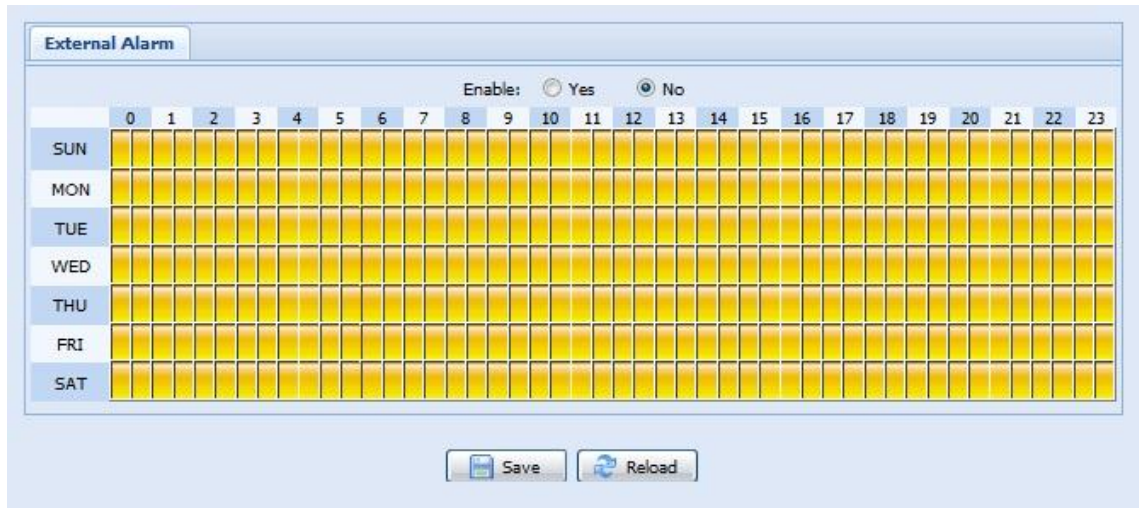 External Alarm
Enable: Yes No
0 1 2 3 4 5 6 7 8 9 10 11 12 13 14 15 16 17 18 19 20 21 22 23
SUN
MON
TUE
WED
THU
FRI
SAT
Save Reload